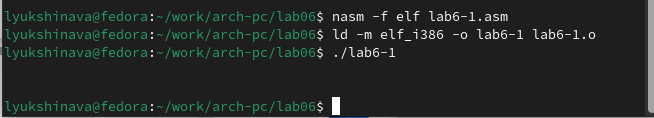 lyukshinava@fedora:~/work/arch-pc/lab06$ nasm -f elf lab6-1.asm
lyukshinava@fedora:~/work/arch-pc/lab06$ ld -m elf_i386 -o lab6-1 lab6-1.o
lyukshinava@fedora:~/work/arch-pc/lab06$ ./lab6-1
lyukshinava@fedora:~/work/arch-pc/lab06$